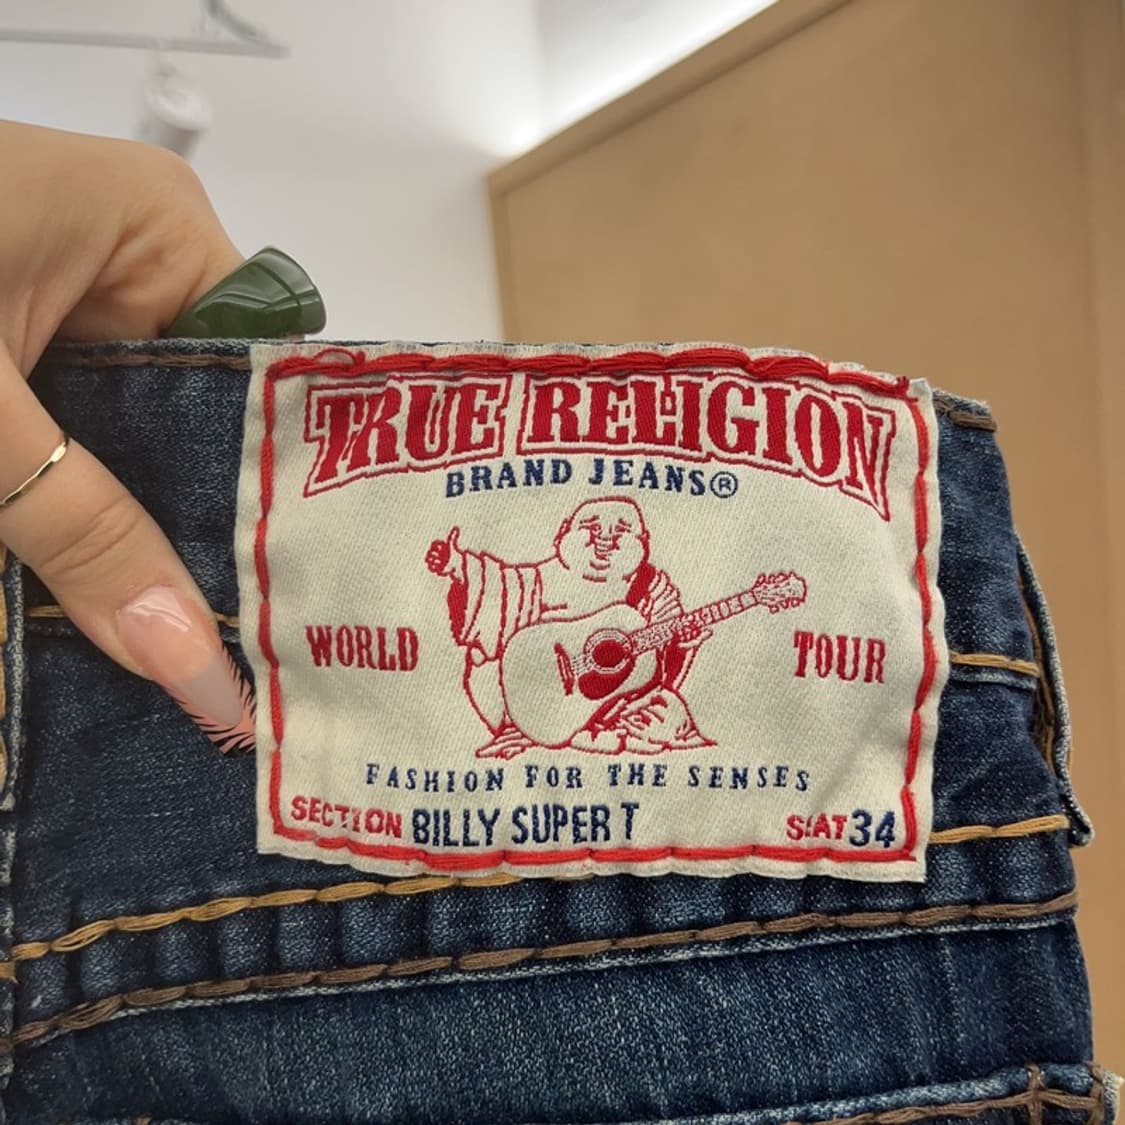 TRUE RELIGION
BRAND JEANS®
WORLD TOUR
FASHION FOR THE SENSES
SECTION BILLY SUPER T SEAT 34